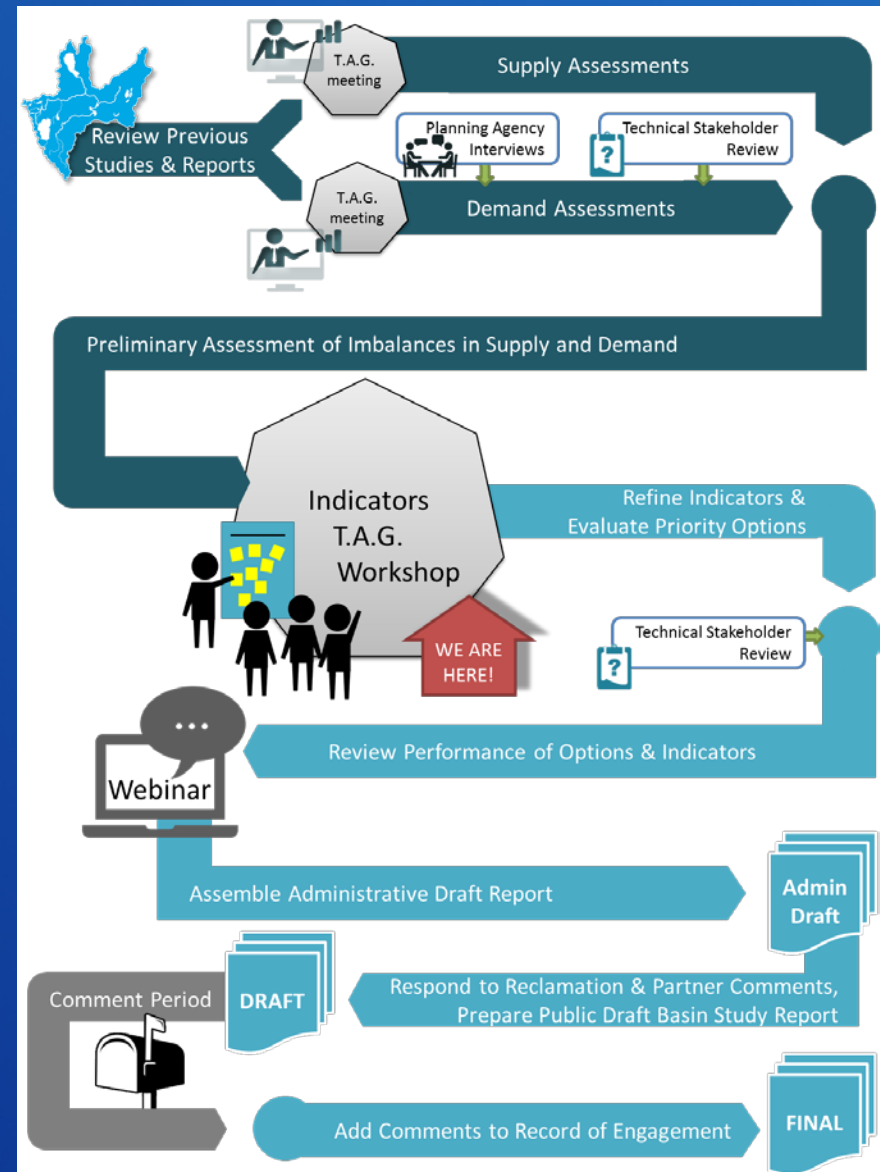 T.A.G.
meeting
Supply Assessments
Review Previous
Studies & Reports
Planning Agency
Interviews
Technical Stakeholder
Review
?
T.A.G.
meeting
Demand Assessments
Preliminary Assessment of Imbalances in Supply and Demand
Indicators
T.A.G.
Workshop
Refine Indicators &
Evaluate Priority Options
WE ARE
HERE!
Technical Stakeholder
Review
?
...
Webinar
Review Performance of Options & Indicators
Assemble Administrative Draft Report
Admin
Draft
Comment Period
DRAFT
Respond to Reclamation & Partner Comments,
Prepare Public Draft Basin Study Report
Add Comments to Record of Engagement
FINAL